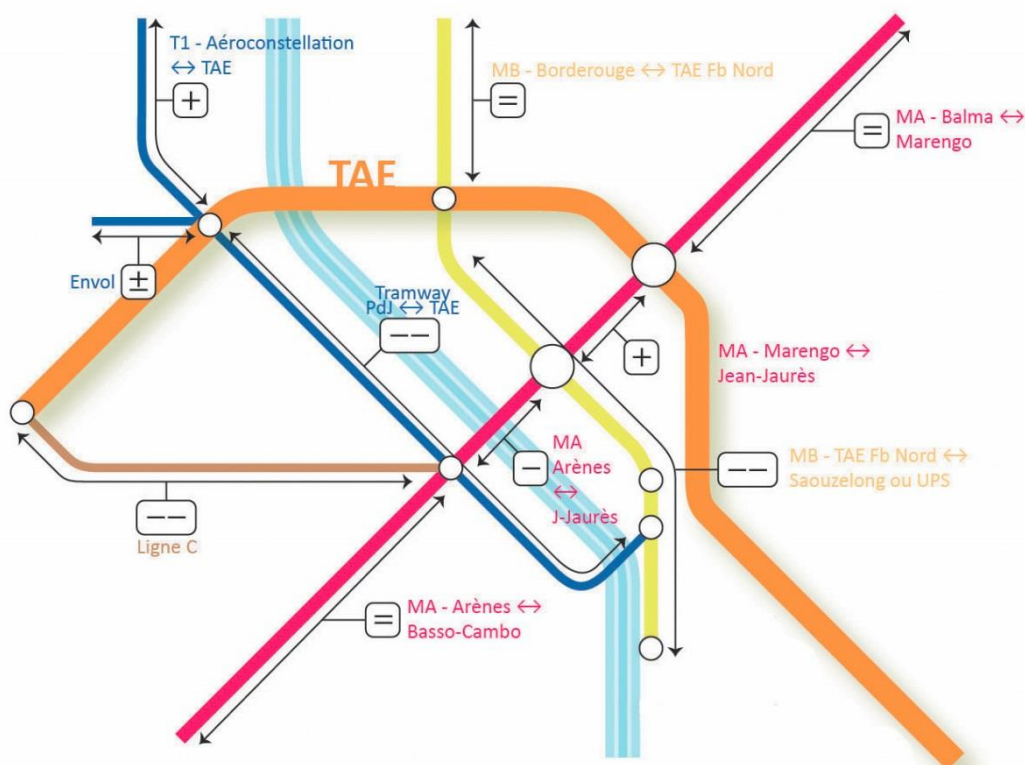 T1 - Aéroconstellation
↔ TAE
+
MB - Borderouge ↔ TAE Fb Nord
=
MA - Balma ↔
Marengo
=
TAE
Envol
±
Tramway
PdJ ↔ TAE
− −
+
MA - Marengo ↔
Jean-Jaurès
MA
Arènes
↔
J-Jaurès
−
MB - TAE Fb Nord ↔
Saouzelong ou UPS
− −
− −
Ligne C
MA - Arènes ↔
Basso-Cambo
=